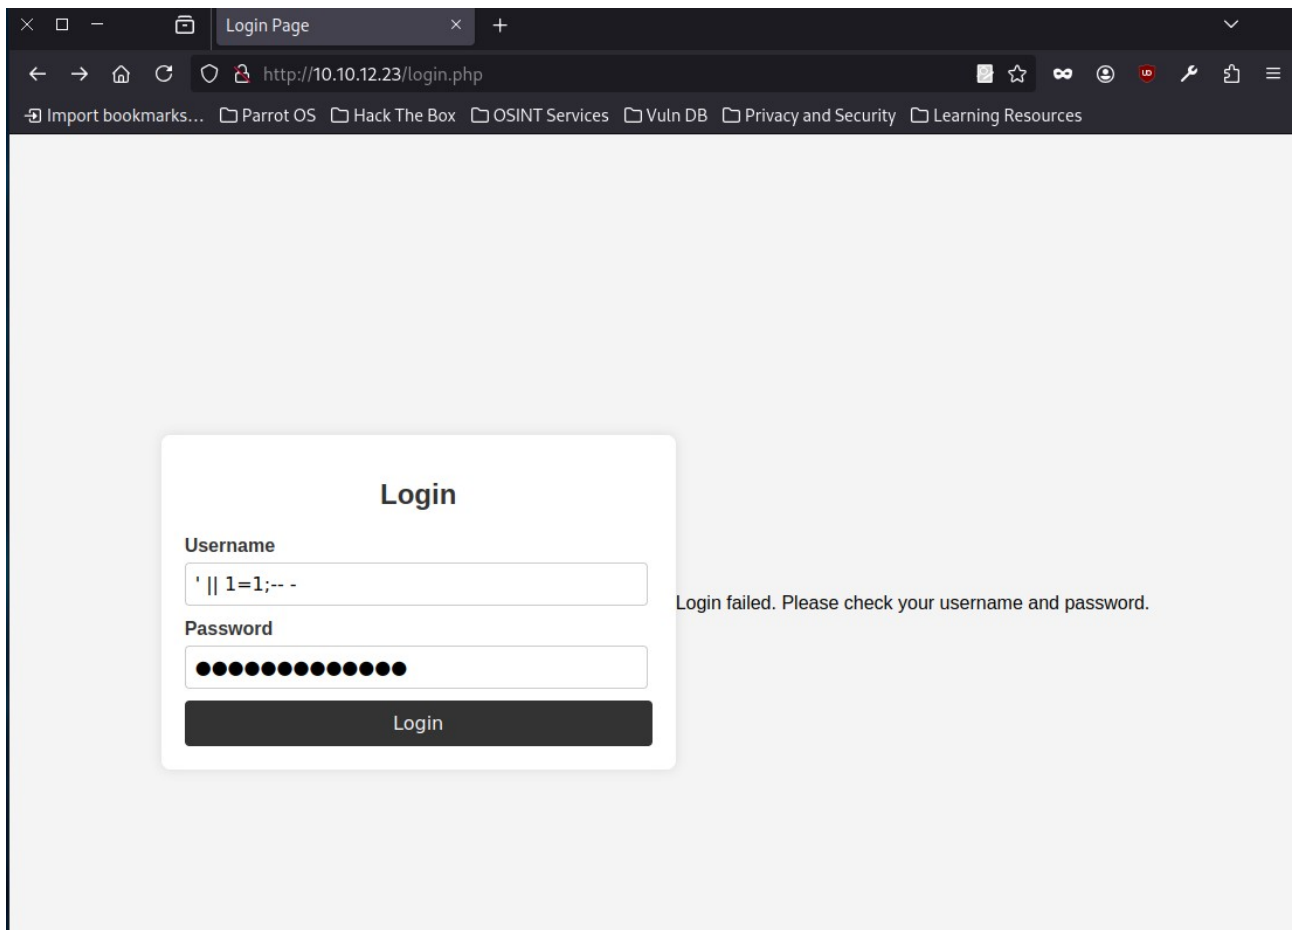 Login Page
http://10.10.12.23/login.php
Import bookmarks... Parrot OS Hack The Box OSINT Services Vuln DB Privacy and Security Learning Resources
Login
Username
' || 1=1;-- -
Login failed. Please check your username and password.
Password
●●●●●●●●●●●●●
Login